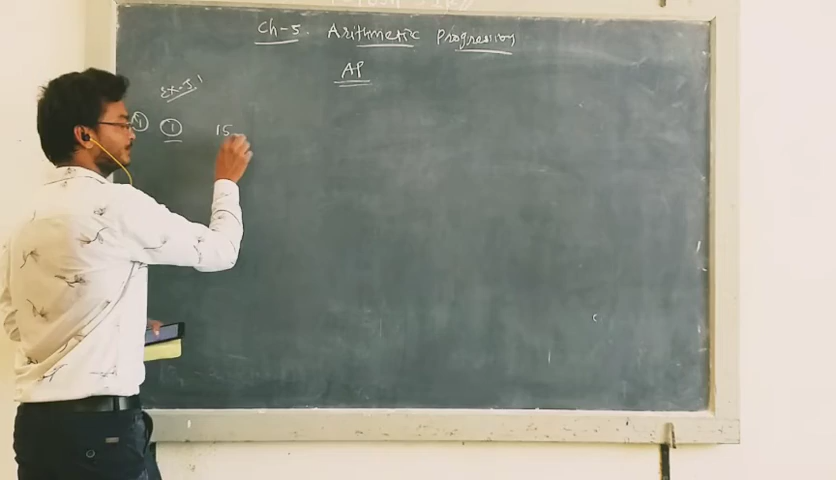 Ch-5. Arithmetic Progression
AP
Ex-5.1
① ① 15